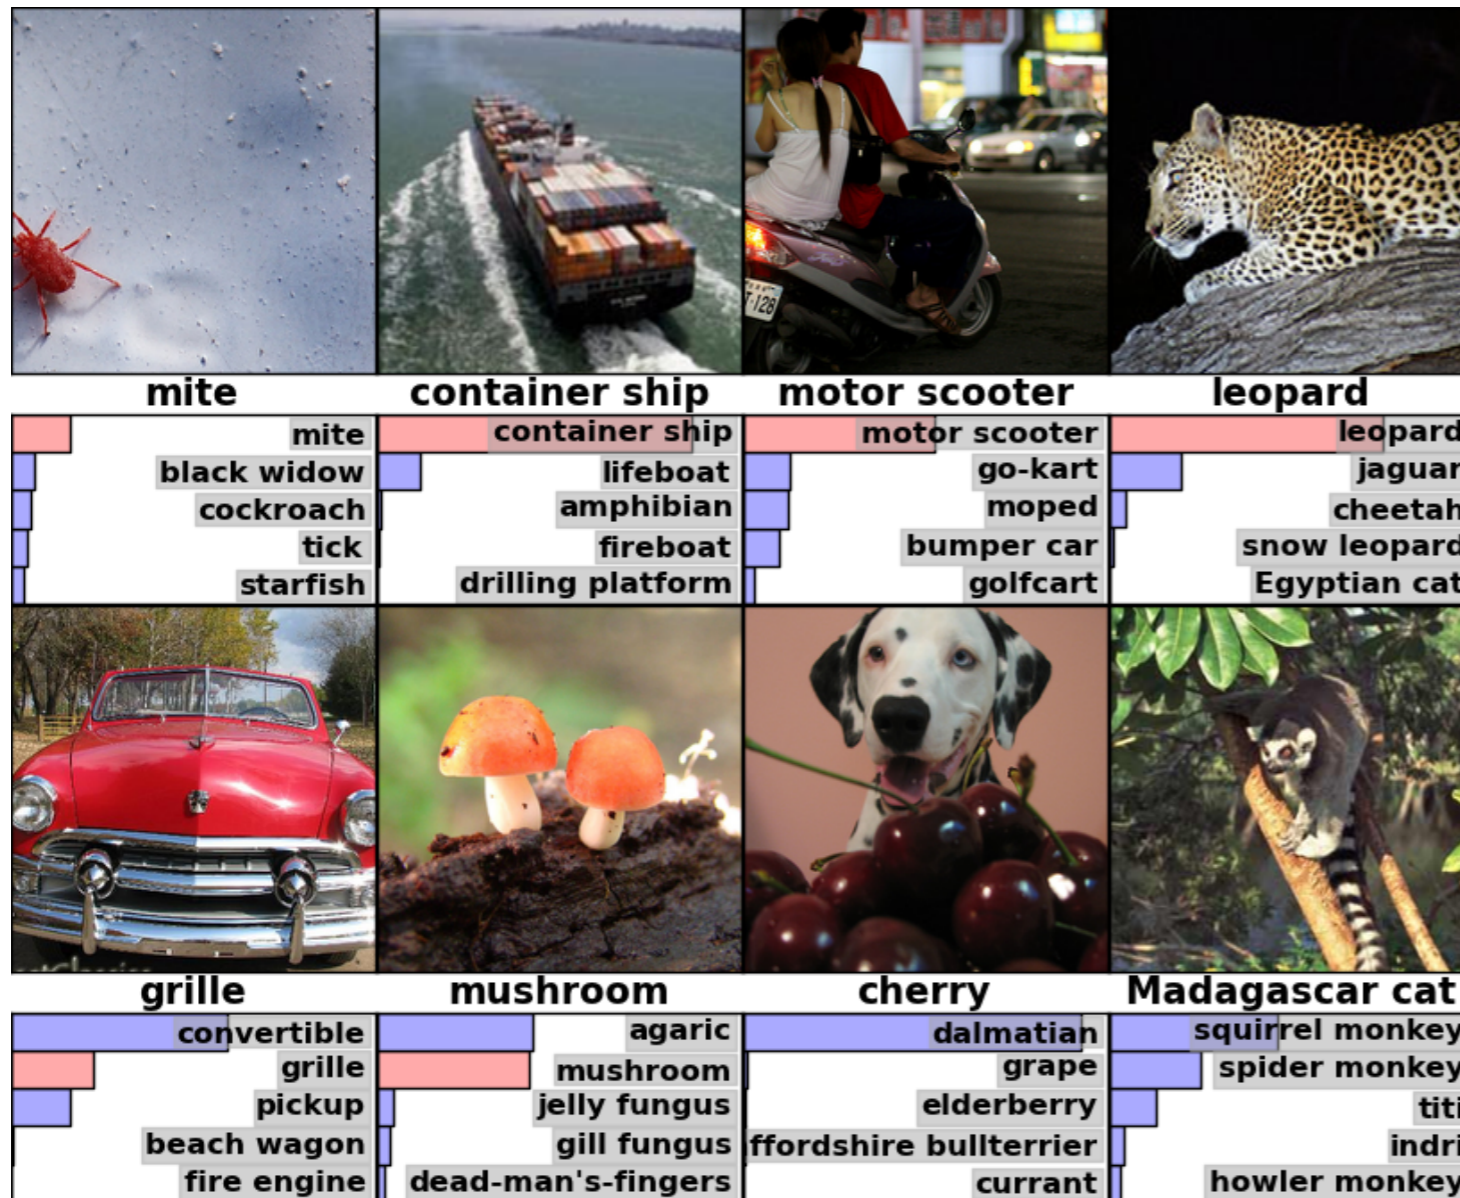 T-128
mite
container ship
motor scooter
leopard
mite
black widow
cockroach
tick
starfish
container ship
lifeboat
amphibian
fireboat
drilling platform
motor scooter
go-kart
moped
bumper car
golfcart
leopard
jaguar
cheetah
snow leopard
Egyptian cat
grille
mushroom
cherry
Madagascar cat
convertible
grille
pickup
beach wagon
fire engine
agaric
mushroom
jelly fungus
gill fungus
dead-man's-fingers
dalmatian
grape
elderberry
ffordshire bullterrier
currant
squirrel monkey
spider monkey
titi
indri
howler monkey